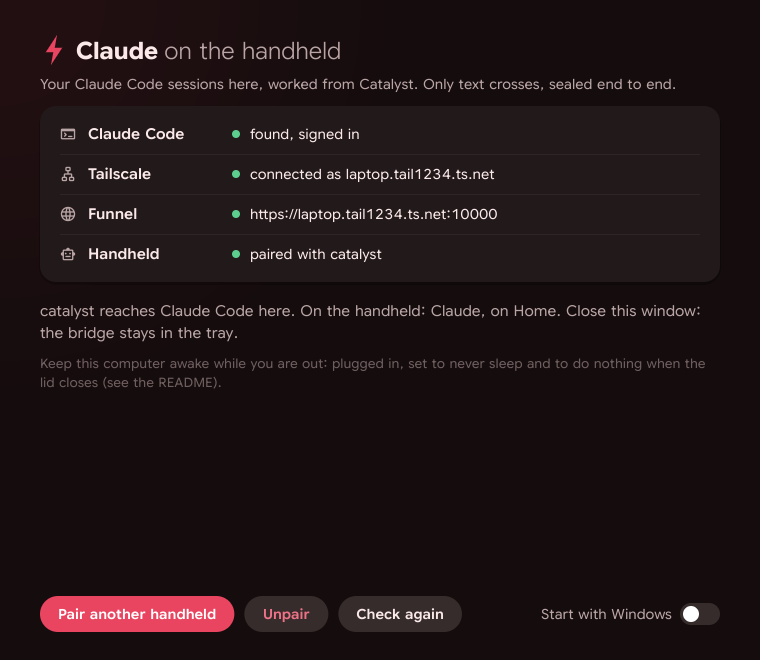 Claude on the handheld
Your Claude Code sessions here, worked from Catalyst. Only text crosses, sealed end to end.
Claude Code found, signed in
Tailscale connected as laptop.tail1234.ts.net
Funnel https://laptop.tail1234.ts.net:10000
Handheld paired with catalyst
catalyst reaches Claude Code here. On the handheld: Claude, on Home. Close this window:
the bridge stays in the tray.
Keep this computer awake while you are out: plugged in, set to never sleep and to do nothing when the
lid closes (see the README).
Pair another handheld Unpair Check again Start with Windows